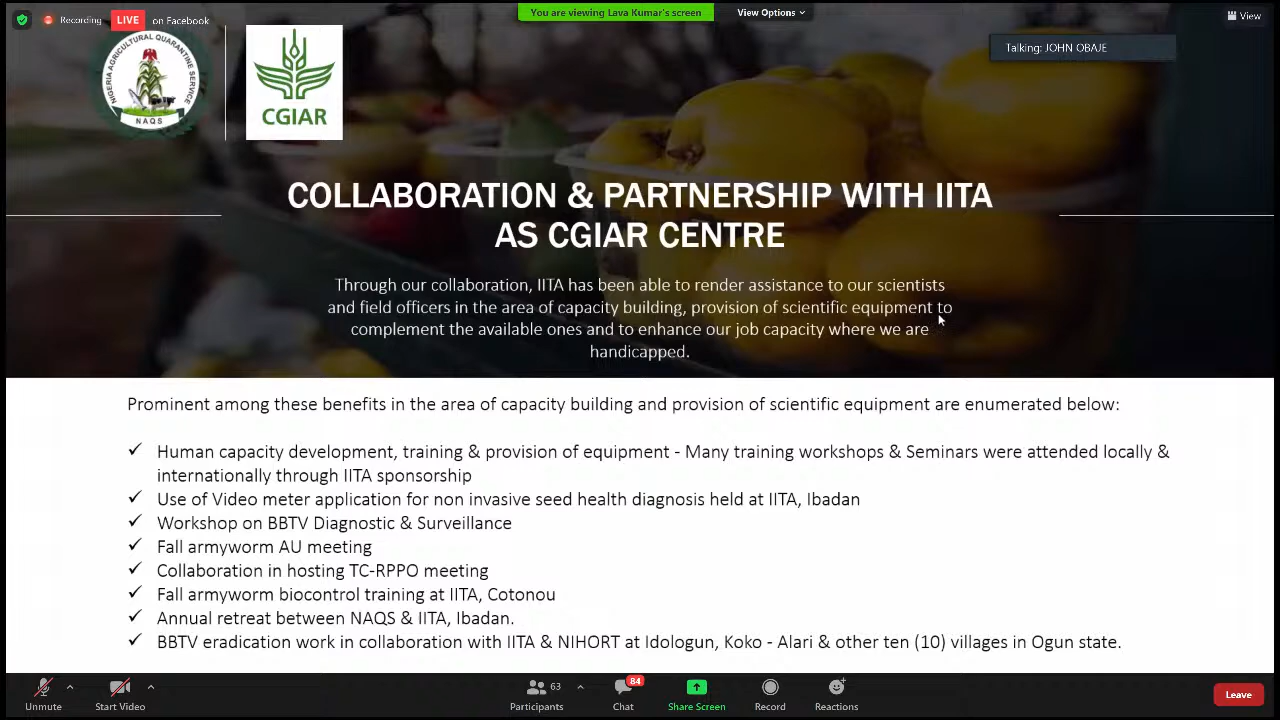 Recording LIVE on Facebook
You are viewing Lava Kumar's screen View Options
View
Talking: JOHN OBAJE
NIGERIA AGRICULTURAL QUARANTINE SERVICE
NAQS
CGIAR
COLLABORATION & PARTNERSHIP WITH IITA
AS CGIAR CENTRE
Through our collaboration, IITA has been able to render assistance to our scientists
and field officers in the area of capacity building, provision of scientific equipment to
complement the available ones and to enhance our job capacity where we are
handicapped.
Prominent among these benefits in the area of capacity building and provision of scientific equipment are enumerated below:
✓ Human capacity development, training & provision of equipment - Many training workshops & Seminars were attended locally &
internationally through IITA sponsorship
✓ Use of Video meter application for non invasive seed health diagnosis held at IITA, Ibadan
✓ Workshop on BBTV Diagnostic & Surveillance
✓ Fall armyworm AU meeting
✓ Collaboration in hosting TC-RPPO meeting
✓ Fall armyworm biocontrol training at IITA, Cotonou
✓ Annual retreat between NAQS & IITA, Ibadan.
✓ BBTV eradication work in collaboration with IITA & NIHORT at Idologun, Koko - Alari & other ten (10) villages in Ogun state.
63
84
Unmute Start Video Participants Chat Share Screen Record Reactions Leave